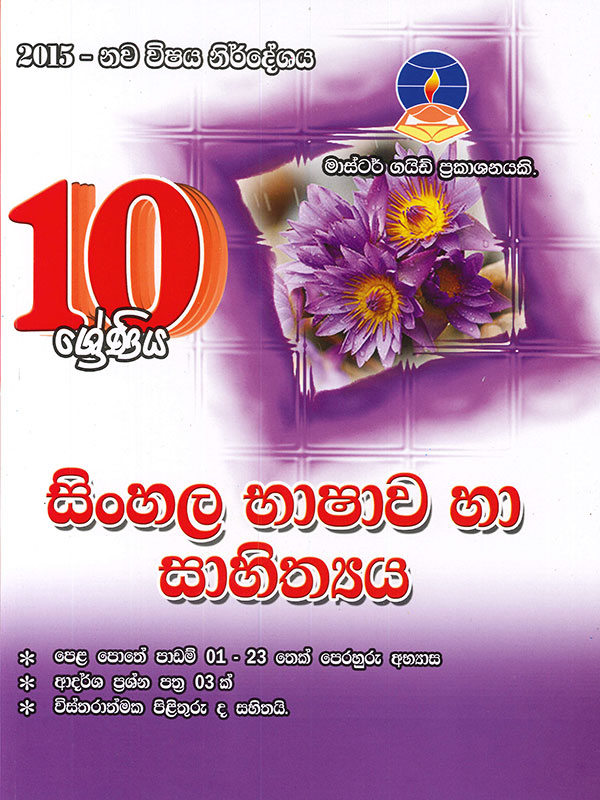 2015 - නව විෂය නිර්දේශය
මාස්ටර් ගයිඩ් ප්‍රකාශනයකි.
10
ශ්‍රේණිය
සිංහල භාෂාව හා
සාහිත්‍යය
* පෙළ පොතේ පාඩම් 01 - 23 තෙක් පෙරහුරු අභ්‍යාස
* ආදර්ශ ප්‍රශ්න පත්‍ර 03 ක්
* විස්තරාත්මක පිළිතුරු ද සහිතයි.